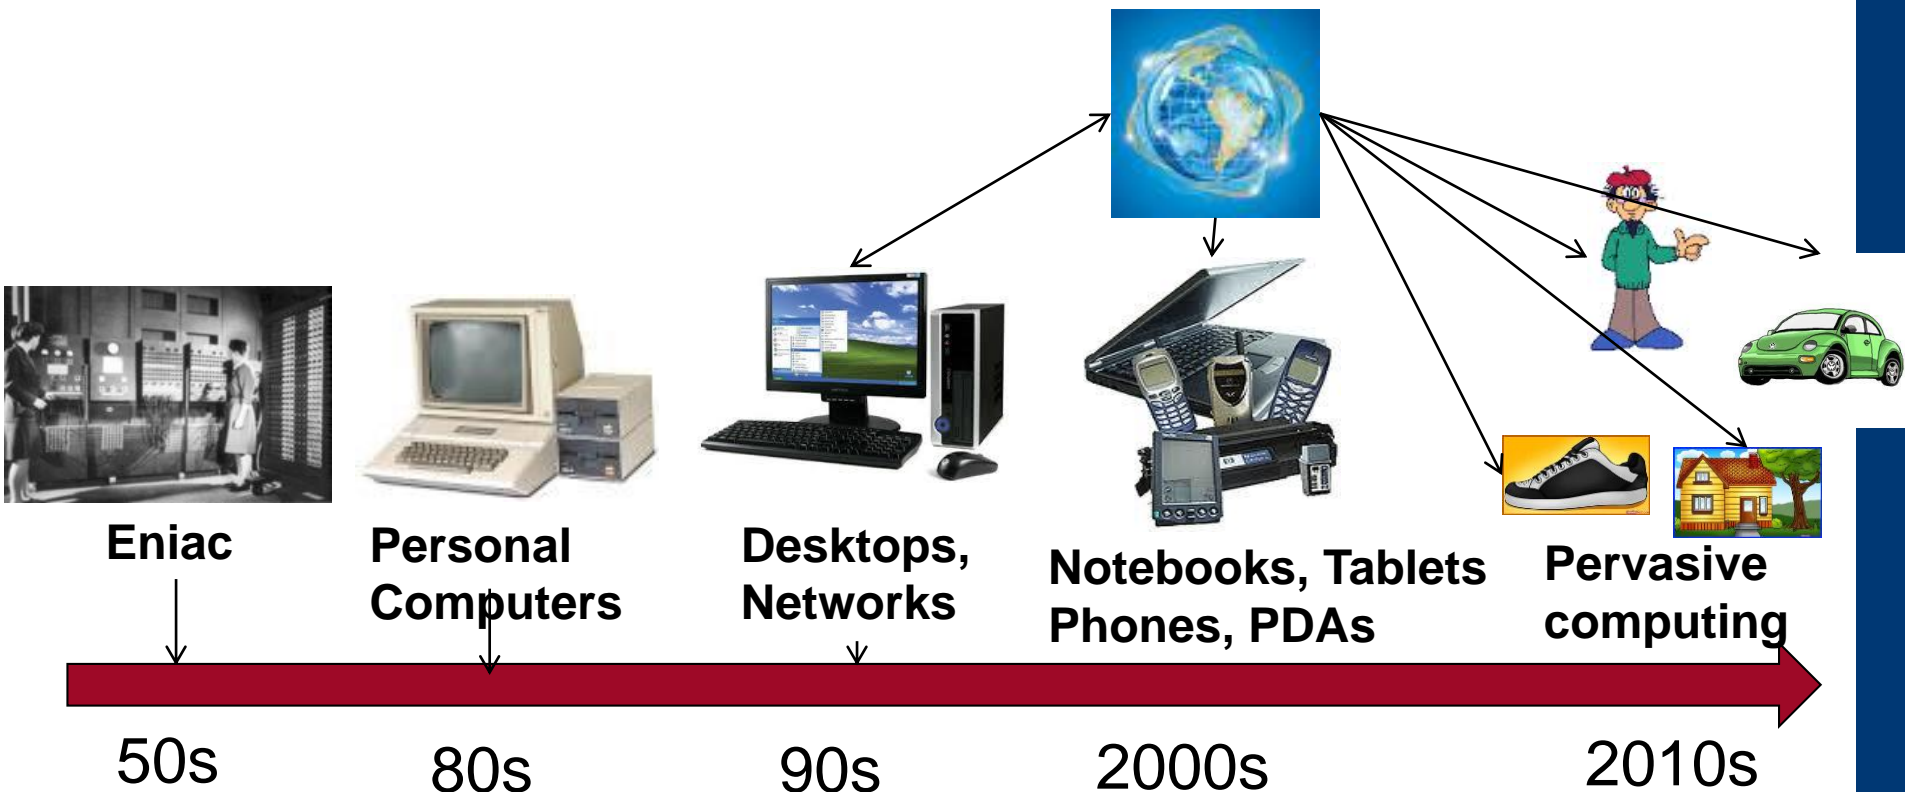 Eniac
Personal
Computers
Desktops,
Networks
Notebooks, Tablets
Phones, PDAs
Pervasive
computing
50s
80s
90s
2000s
2010s